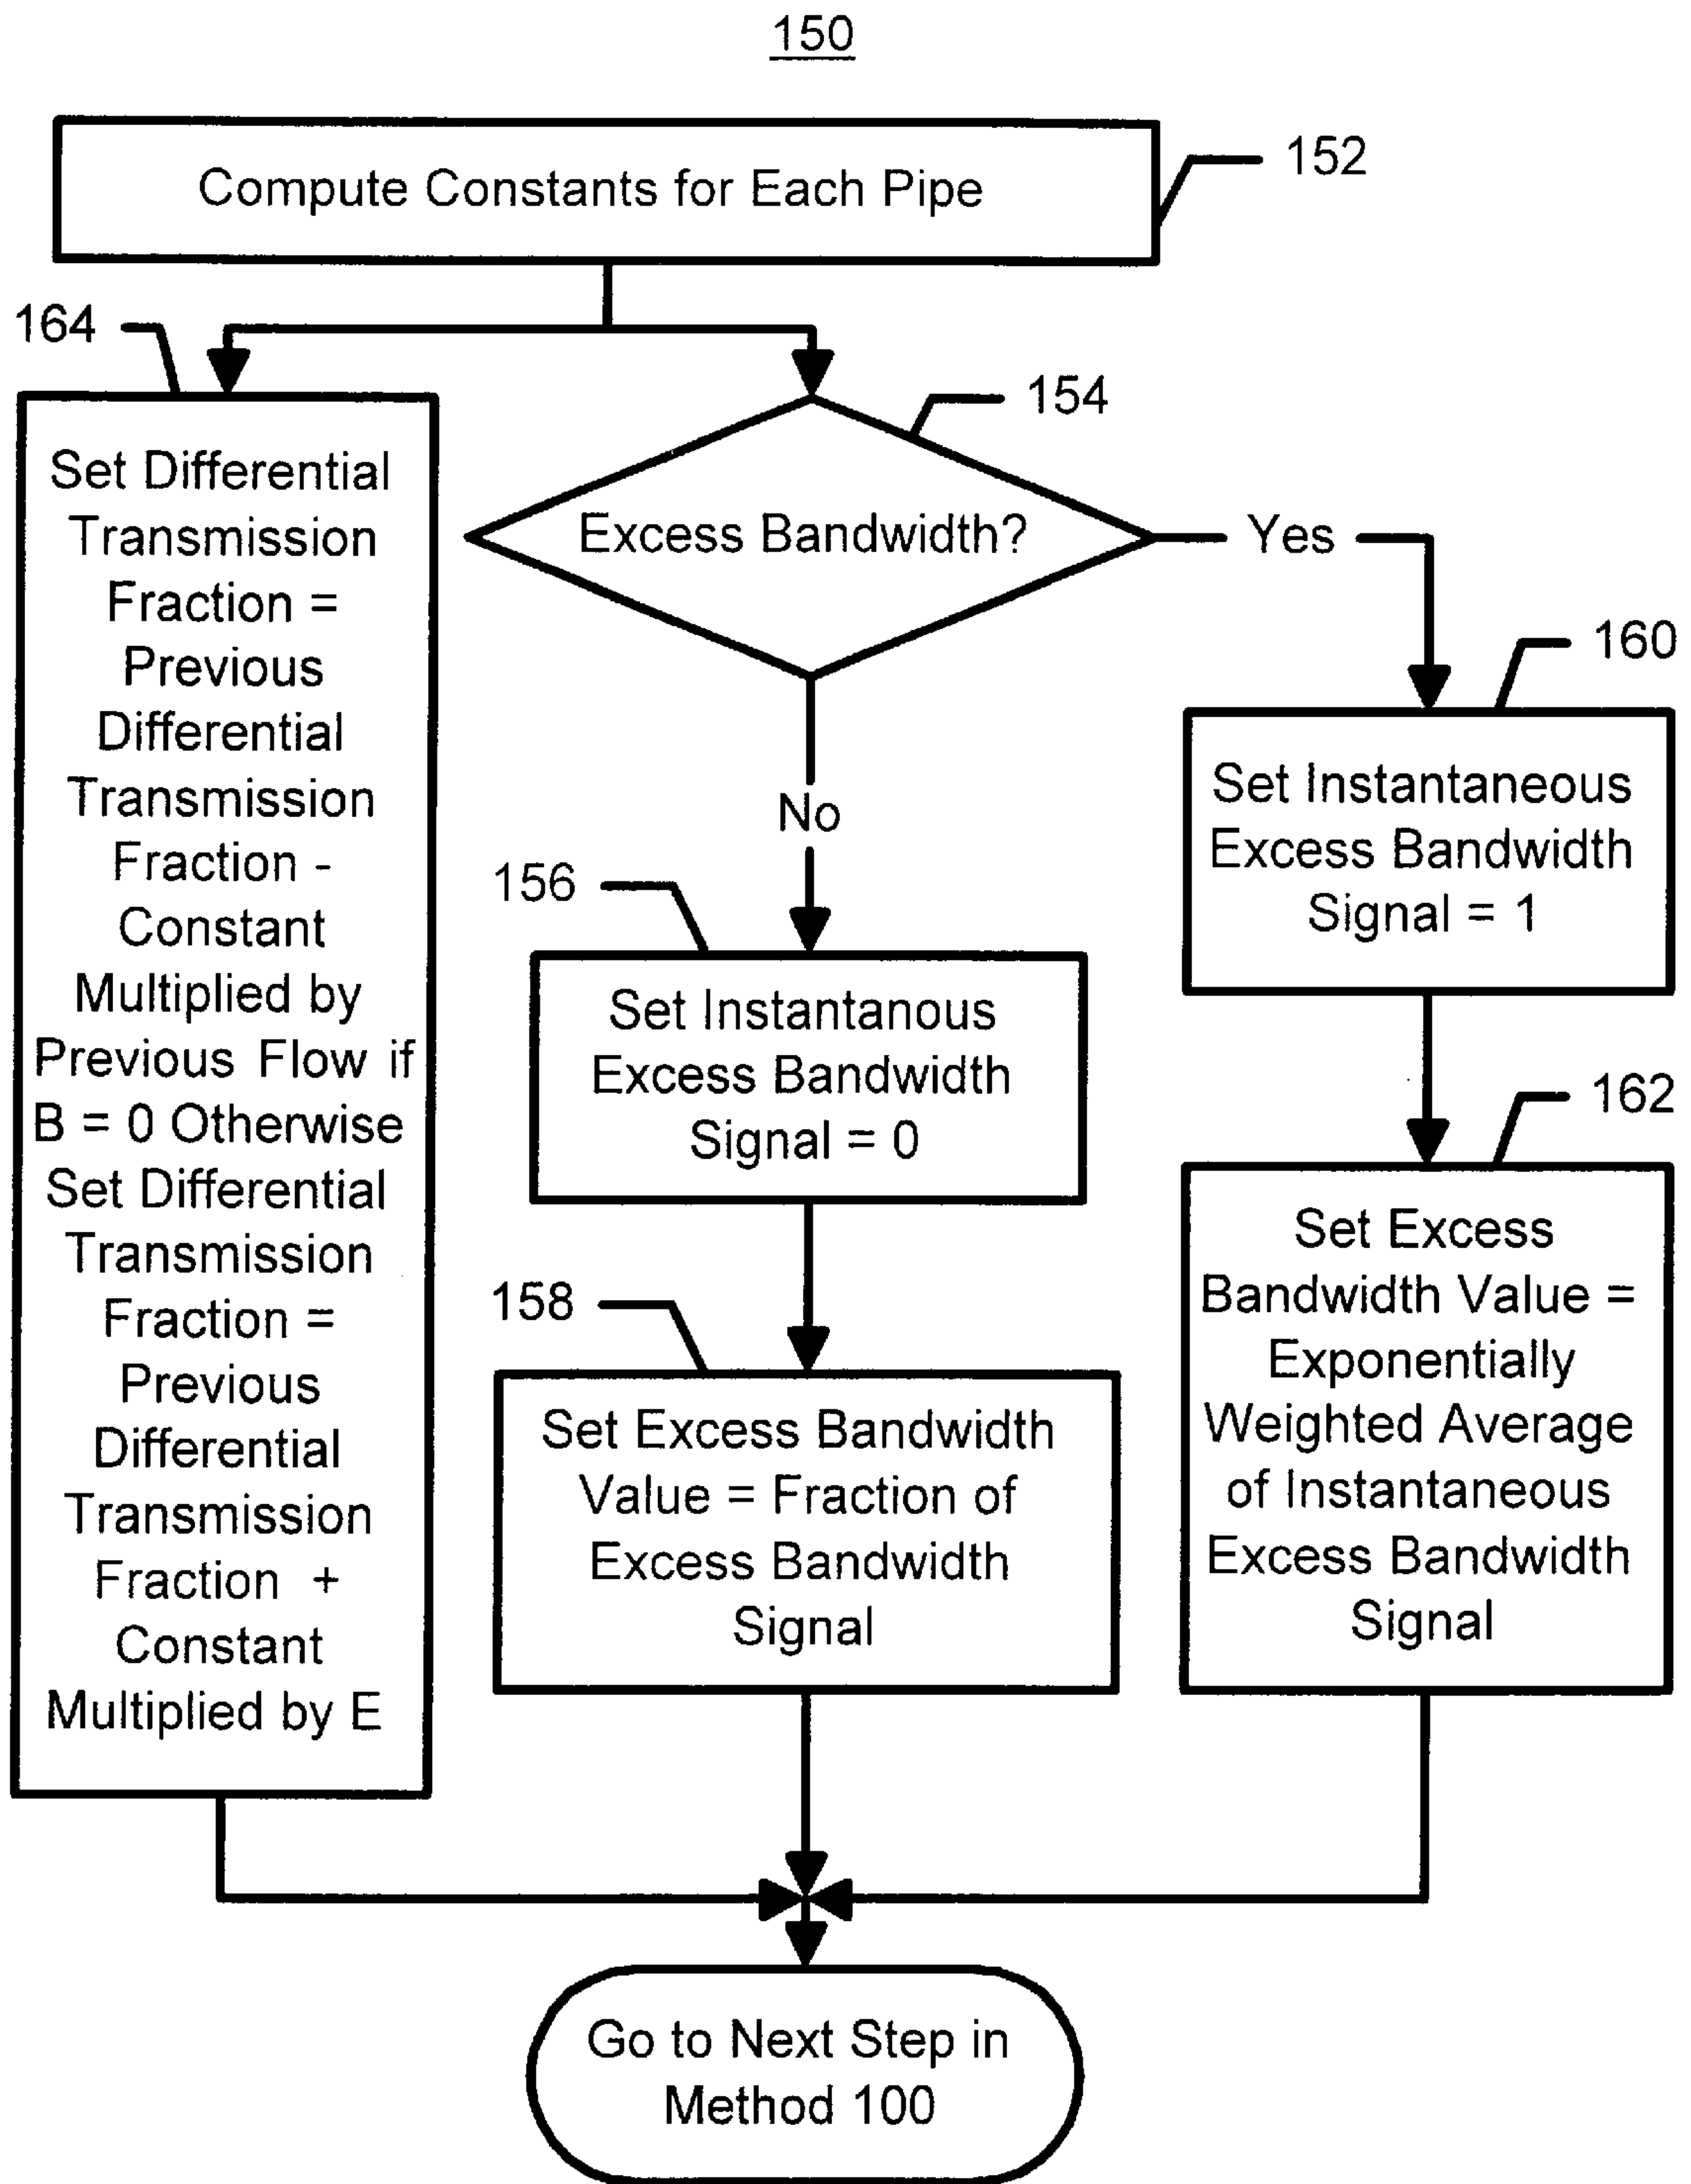 150
Compute Constants for Each Pipe
152
164
Set Differential
Transmission
Fraction =
Previous
Differential
Transmission
Fraction -
Constant
Multiplied by
Previous Flow if
B = 0 Otherwise
Set Differential
Transmission
Fraction =
Previous
Differential
Transmission
Fraction +
Constant
Multiplied by E
154
Excess Bandwidth?
Yes
No
156
Set Instantanous
Excess Bandwidth
Signal = 0
158
Set Excess Bandwidth
Value = Fraction of
Excess Bandwidth
Signal
160
Set Instantaneous
Excess Bandwidth
Signal = 1
162
Set Excess
Bandwidth Value =
Exponentially
Weighted Average
of Instantaneous
Excess Bandwidth
Signal
Go to Next Step in
Method 100